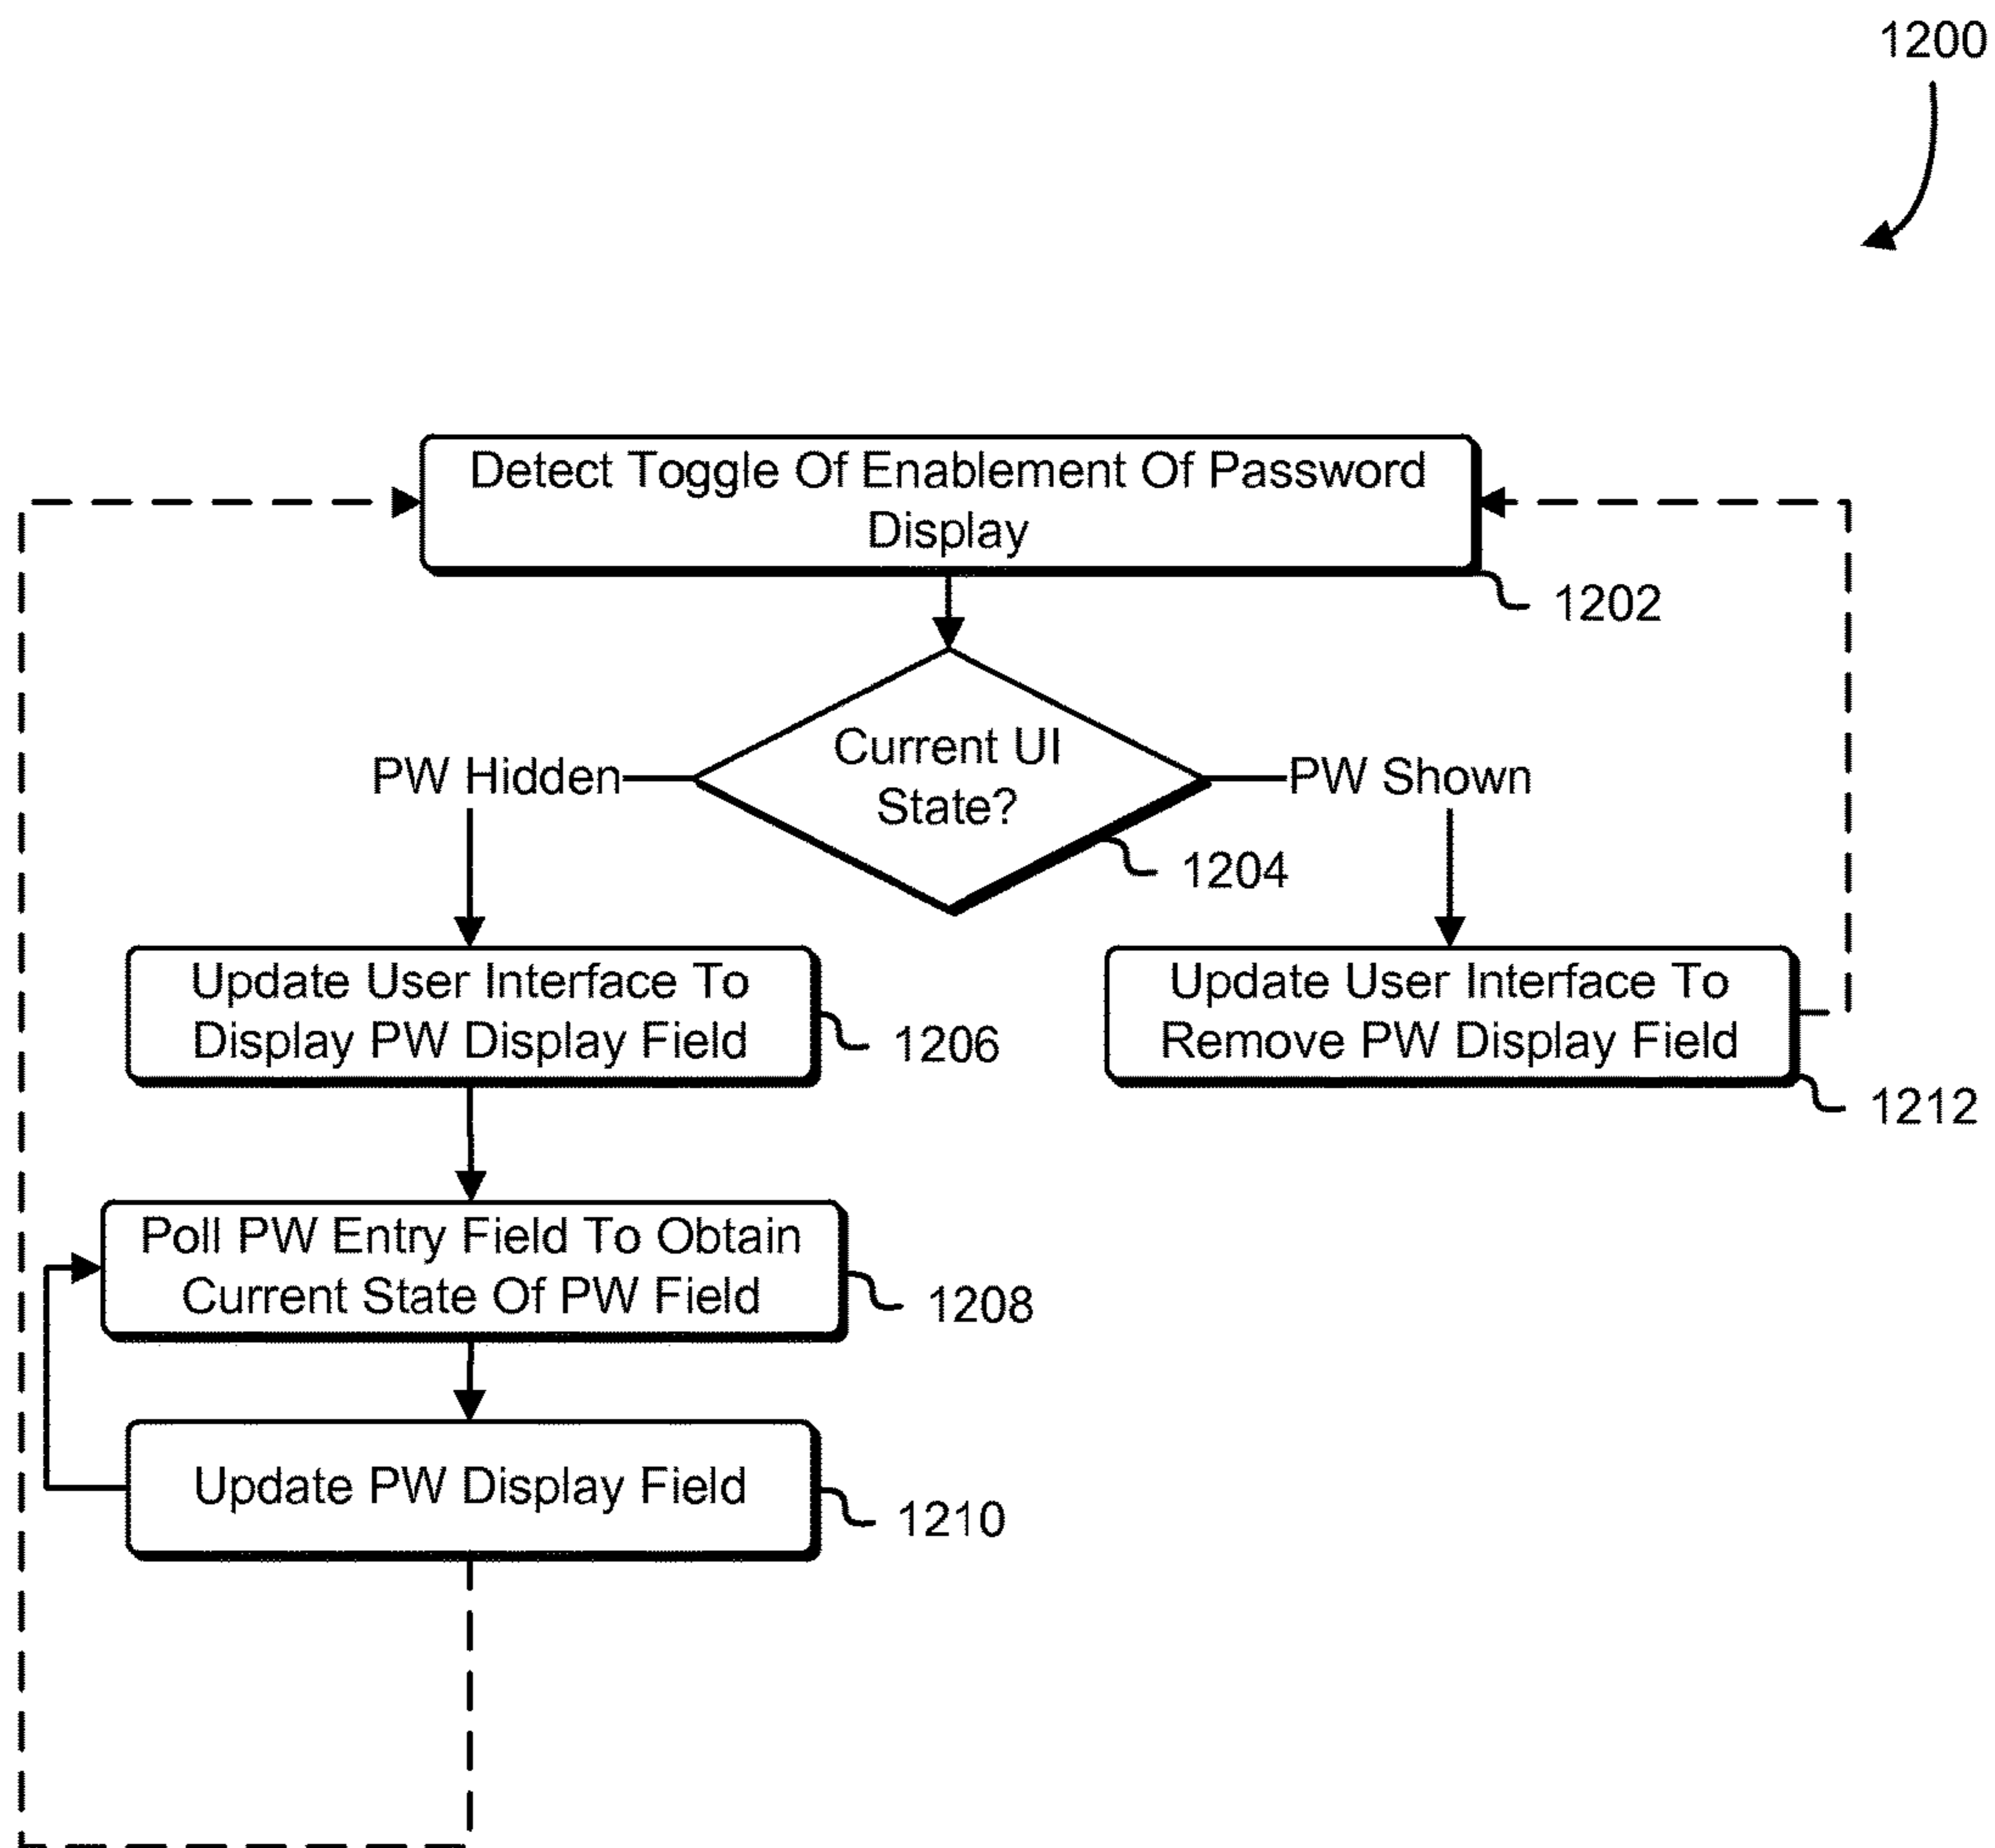 1200
Detect Toggle Of Enablement Of Password
Display
1202
Current UI
State?
PW Hidden
PW Shown
1204
Update User Interface To
Display PW Display Field
1206
Update User Interface To
Remove PW Display Field
1212
Poll PW Entry Field To Obtain
Current State Of PW Field
1208
Update PW Display Field
1210